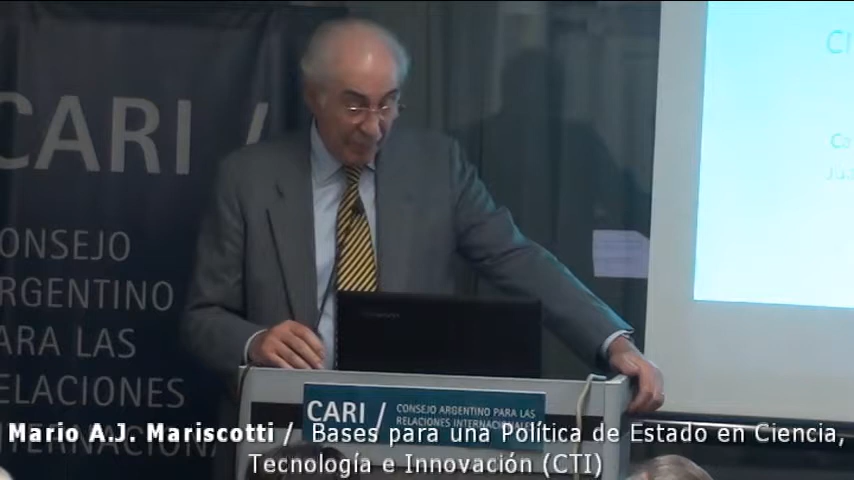 CARI /
CONSEJO
ARGENTINO
PARA LAS
RELACIONES
INTERNACION
CARI /
CONSEJO ARGENTINO PARA LAS
RELACIONES INTERNACIONALES
Mario A.J. Mariscotti / Bases para una Política de Estado en Ciencia,
Tecnología e Innovación (CTI)